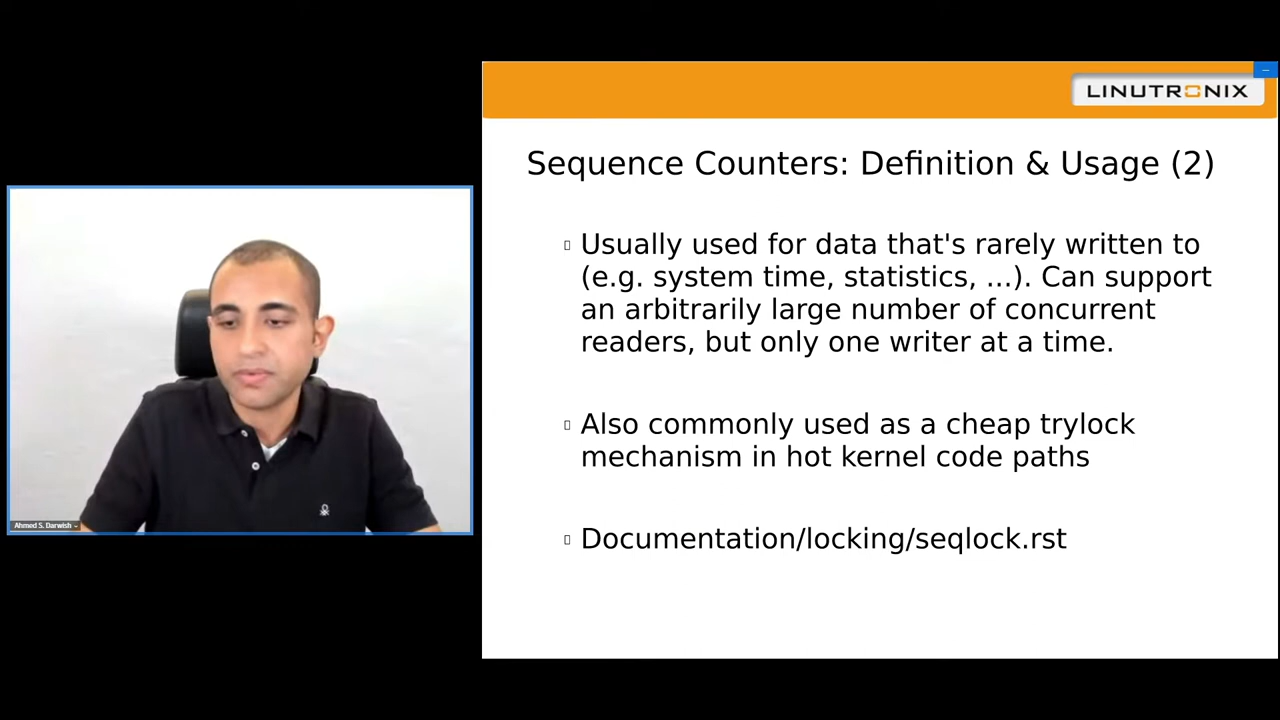 LINUTRONIX
Sequence Counters: Definition & Usage (2)
Usually used for data that's rarely written to
(e.g. system time, statistics, ...). Can support
an arbitrarily large number of concurrent
readers, but only one writer at a time.
Also commonly used as a cheap trylock
mechanism in hot kernel code paths
Documentation/locking/seqlock.rst
Ahmed S. Darwish